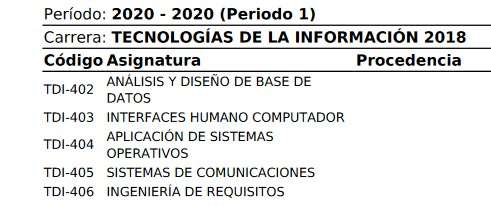 Período: 2020 - 2020 (Periodo 1)
Carrera: TECNOLOGÍAS DE LA INFORMACIÓN 2018
Código Asignatura Procedencia
TDI-402 ANÁLISIS Y DISEÑO DE BASE DE
DATOS
TDI-403 INTERFACES HUMANO COMPUTADOR
TDI-404 APLICACIÓN DE SISTEMAS
OPERATIVOS
TDI-405 SISTEMAS DE COMUNICACIONES
TDI-406 INGENIERÍA DE REQUISITOS